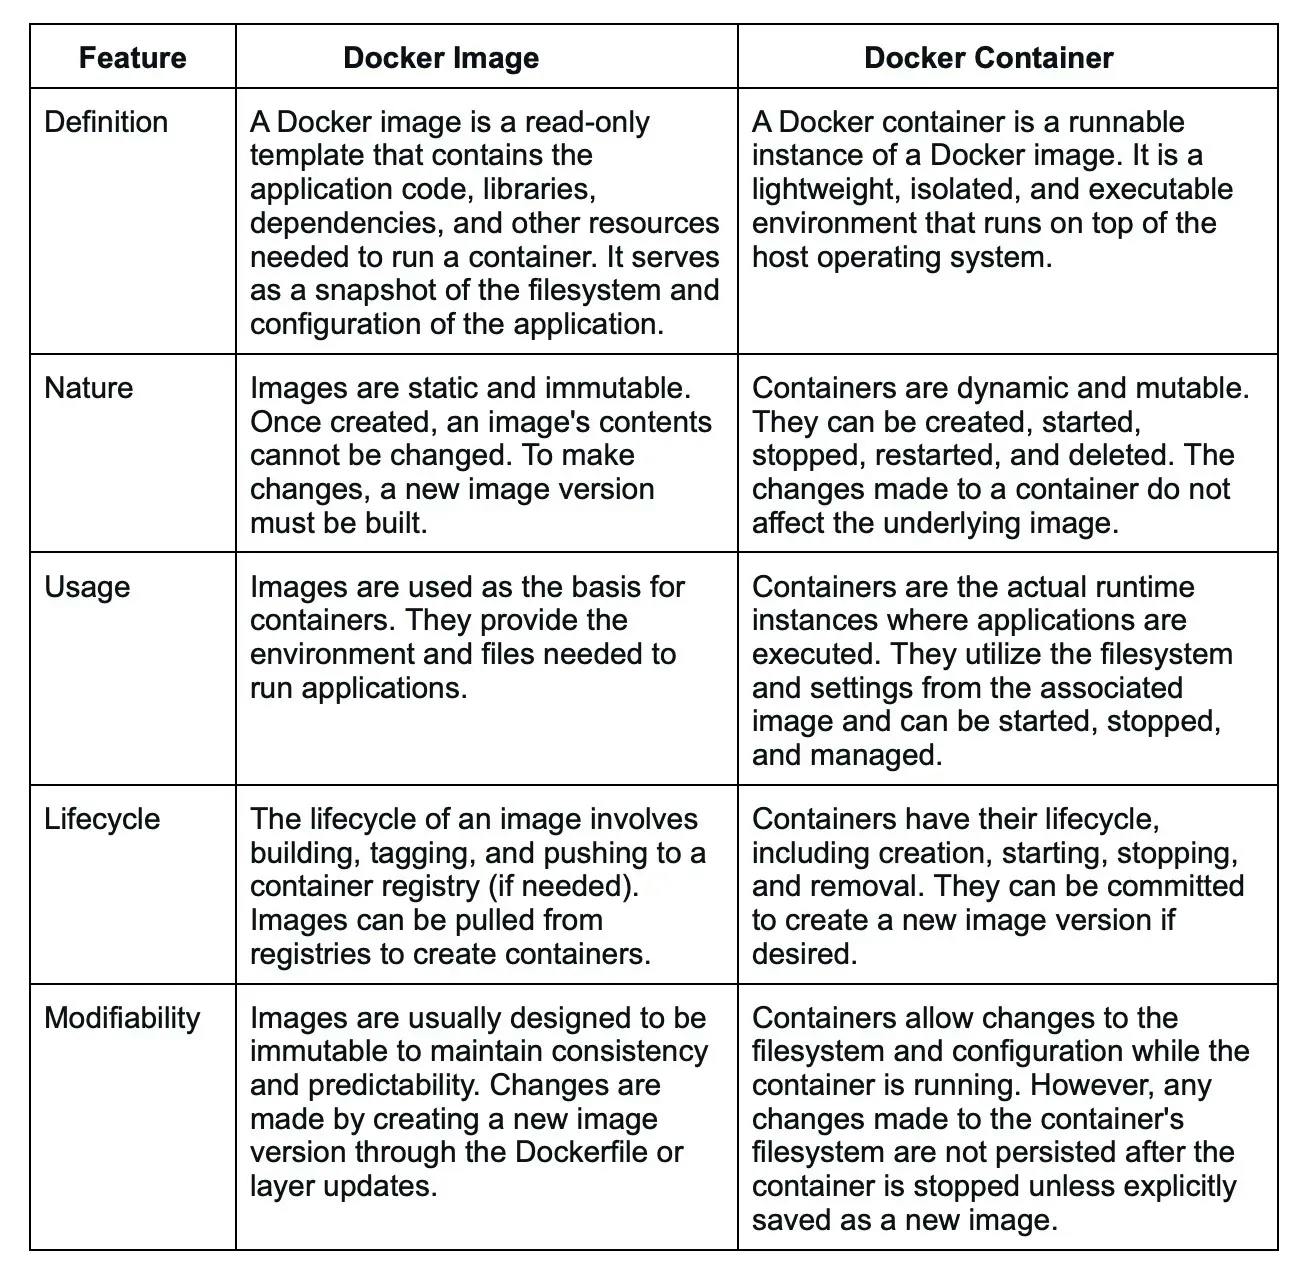 Feature
Docker Image
Docker Container
Definition
A Docker image is a read-only
template that contains the
application code, libraries,
dependencies, and other resources
needed to run a container. It serves
as a snapshot of the filesystem and
configuration of the application.
A Docker container is a runnable
instance of a Docker image. It is a
lightweight, isolated, and executable
environment that runs on top of the
host operating system.
Nature
Images are static and immutable.
Once created, an image's contents
cannot be changed. To make
changes, a new image version
must be built.
Containers are dynamic and mutable.
They can be created, started,
stopped, restarted, and deleted. The
changes made to a container do not
affect the underlying image.
Usage
Images are used as the basis for
containers. They provide the
environment and files needed to
run applications.
Containers are the actual runtime
instances where applications are
executed. They utilize the filesystem
and settings from the associated
image and can be started, stopped,
and managed.
Lifecycle
The lifecycle of an image involves
building, tagging, and pushing to a
container registry (if needed).
Images can be pulled from
registries to create containers.
Containers have their lifecycle,
including creation, starting, stopping,
and removal. They can be committed
to create a new image version if
desired.
Modifiability
Images are usually designed to be
immutable to maintain consistency
and predictability. Changes are
made by creating a new image
version through the Dockerfile or
layer updates.
Containers allow changes to the
filesystem and configuration while the
container is running. However, any
changes made to the container's
filesystem are not persisted after the
container is stopped unless explicitly
saved as a new image.